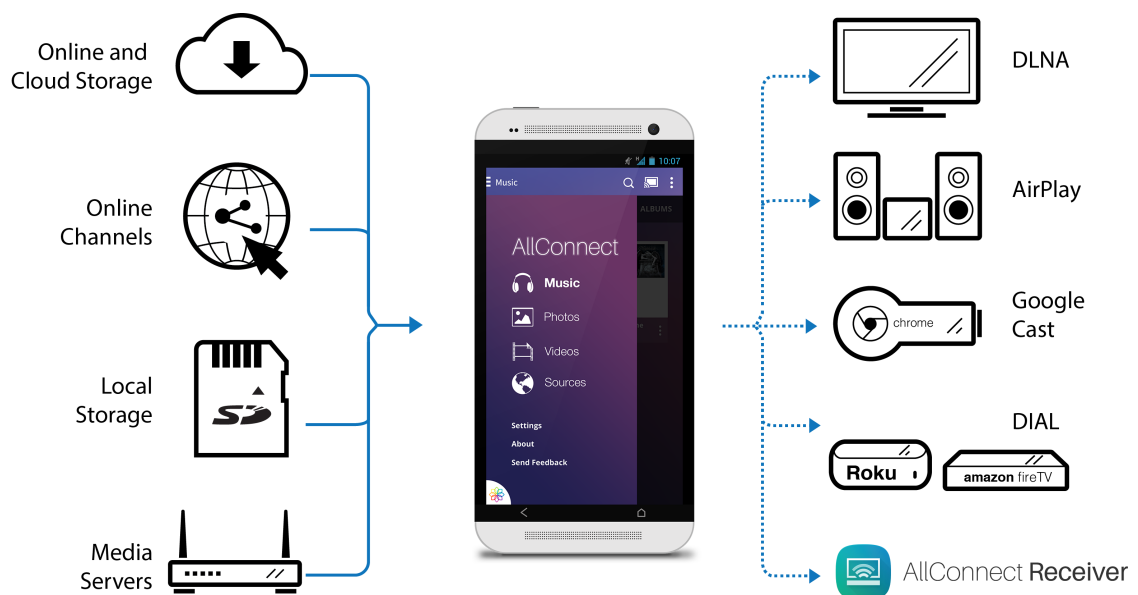 Online and
Cloud Storage
Online
Channels
Local
Storage
SD
Media
Servers
10:07
Music
ALBUMS
AllConnect
Music
Photos
Videos
Sources
Settings
About
Send Feedback
DLNA
AirPlay
chrome
Google
Cast
DIAL
Roku
amazon fireTV
AllConnect Receiver